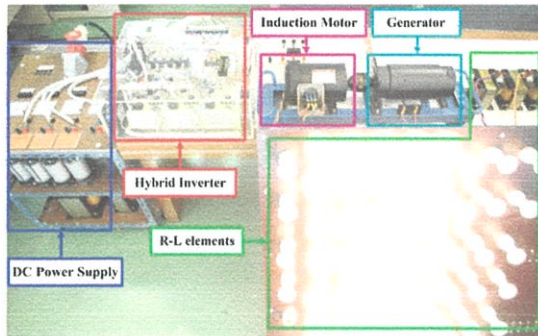 Induction Motor
Generator
Hybrid Inverter
R-L elements
DC Power Supply